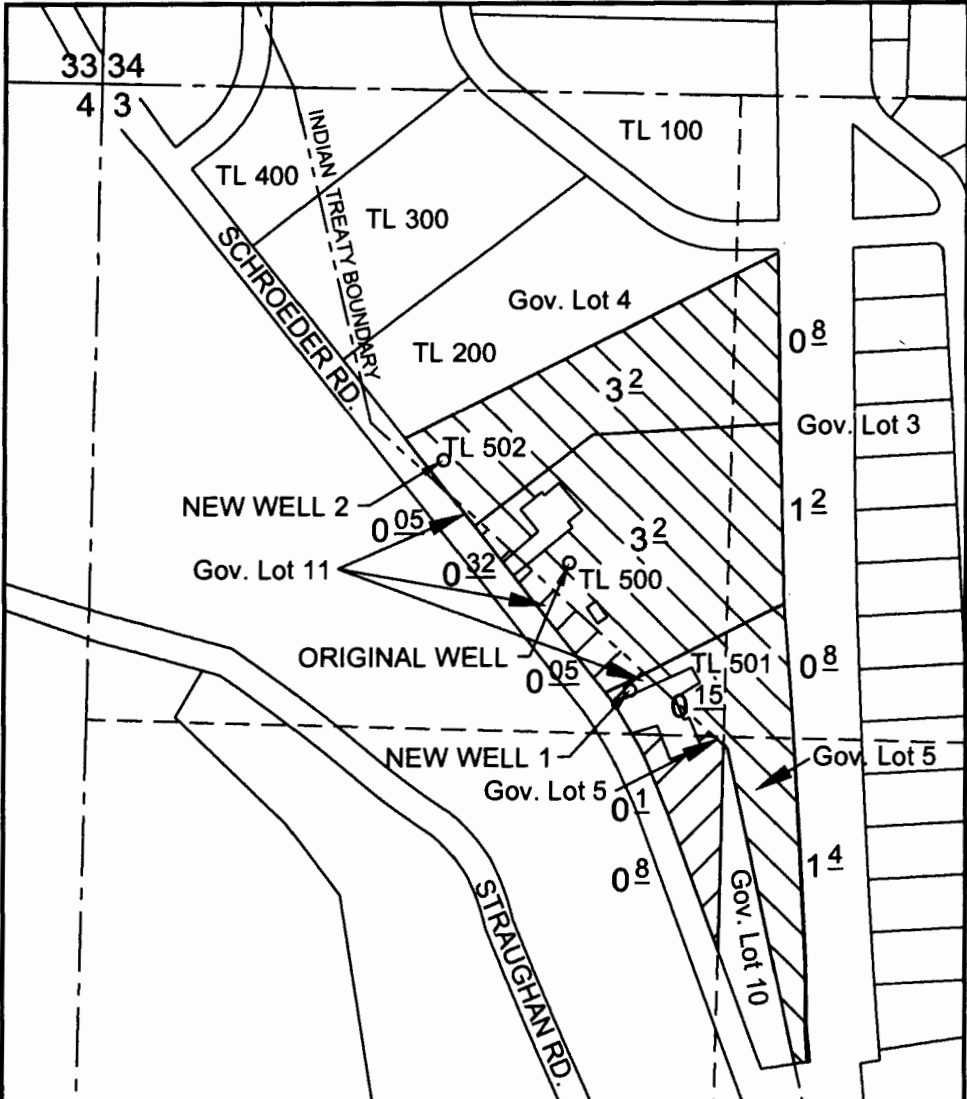 33 34
4 3
TL 100
INDIAN TREATY BOUNDARY
TL 400
TL 300
SCHROEDER RD.
Gov. Lot 4
TL 200
0 8
3 2
Gov. Lot 3
TL 502
NEW WELL 2
1 2
0 05
3 2
Gov. Lot 11
0 32
TL 500
ORIGINAL WELL
0 05
TL 501
0 8
0 15
NEW WELL 1
Gov. Lot 5
Gov. Lot 5
0 1
1 4
0 8
Gov. Lot 10
STRAUGHAN RD.